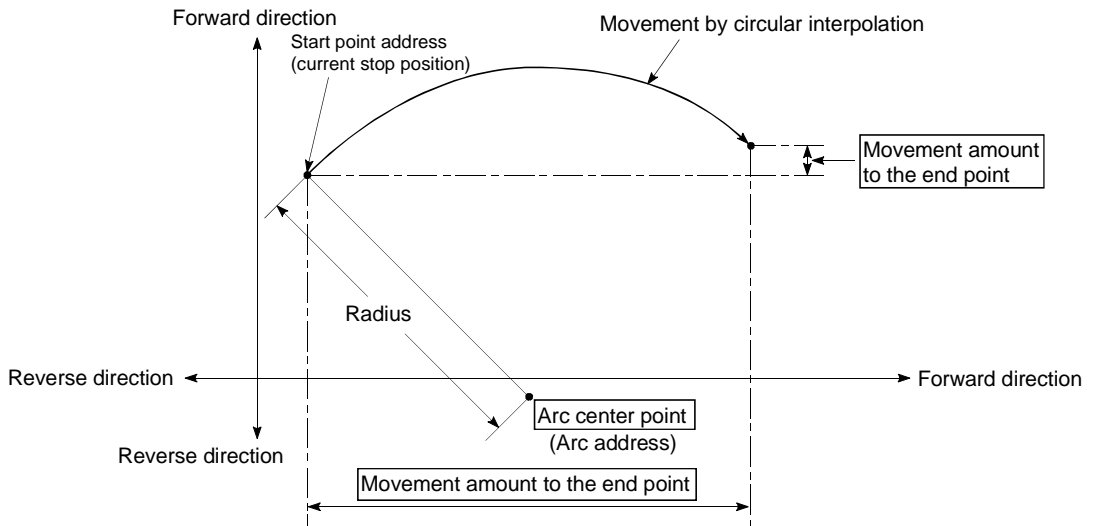 Forward direction
Movement by circular interpolation
Start point address
(current stop position)
Movement amount
to the end point
Radius
Reverse direction
Forward direction
Arc center point
(Arc address)
Reverse direction
Movement amount to the end point